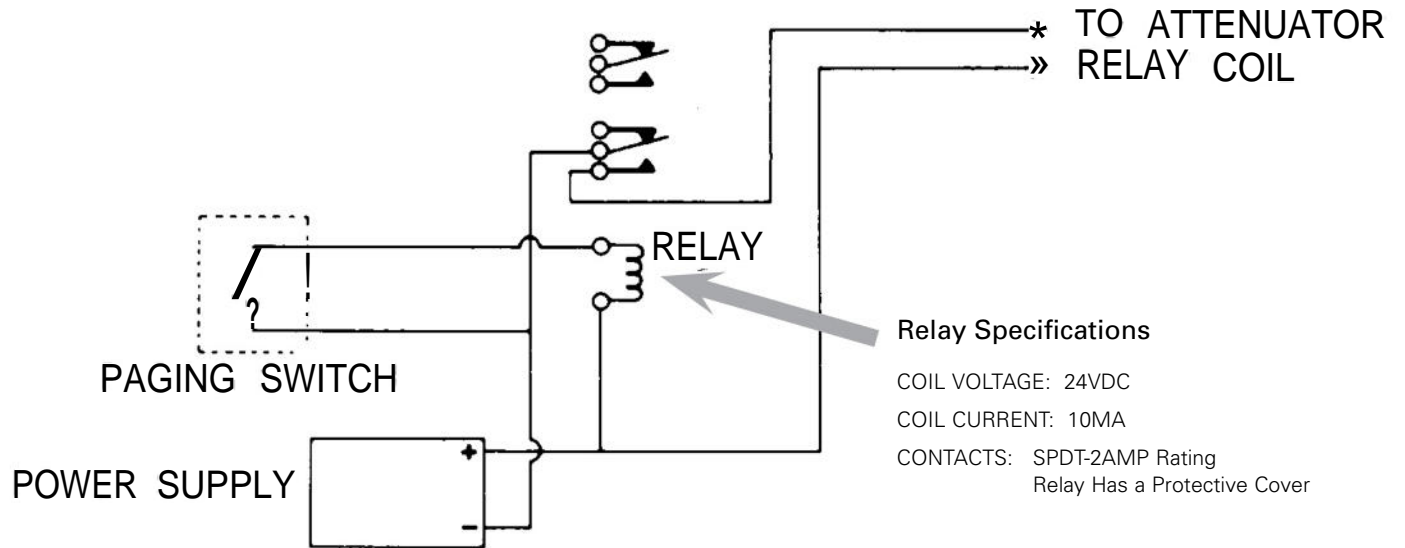 * TO ATTENUATOR
» RELAY COIL
RELAY
Relay Specifications
COIL VOLTAGE: 24VDC
COIL CURRENT: 10MA
CONTACTS: SPDT-2AMP Rating
Relay Has a Protective Cover
PAGING SWITCH
POWER SUPPLY
+
-